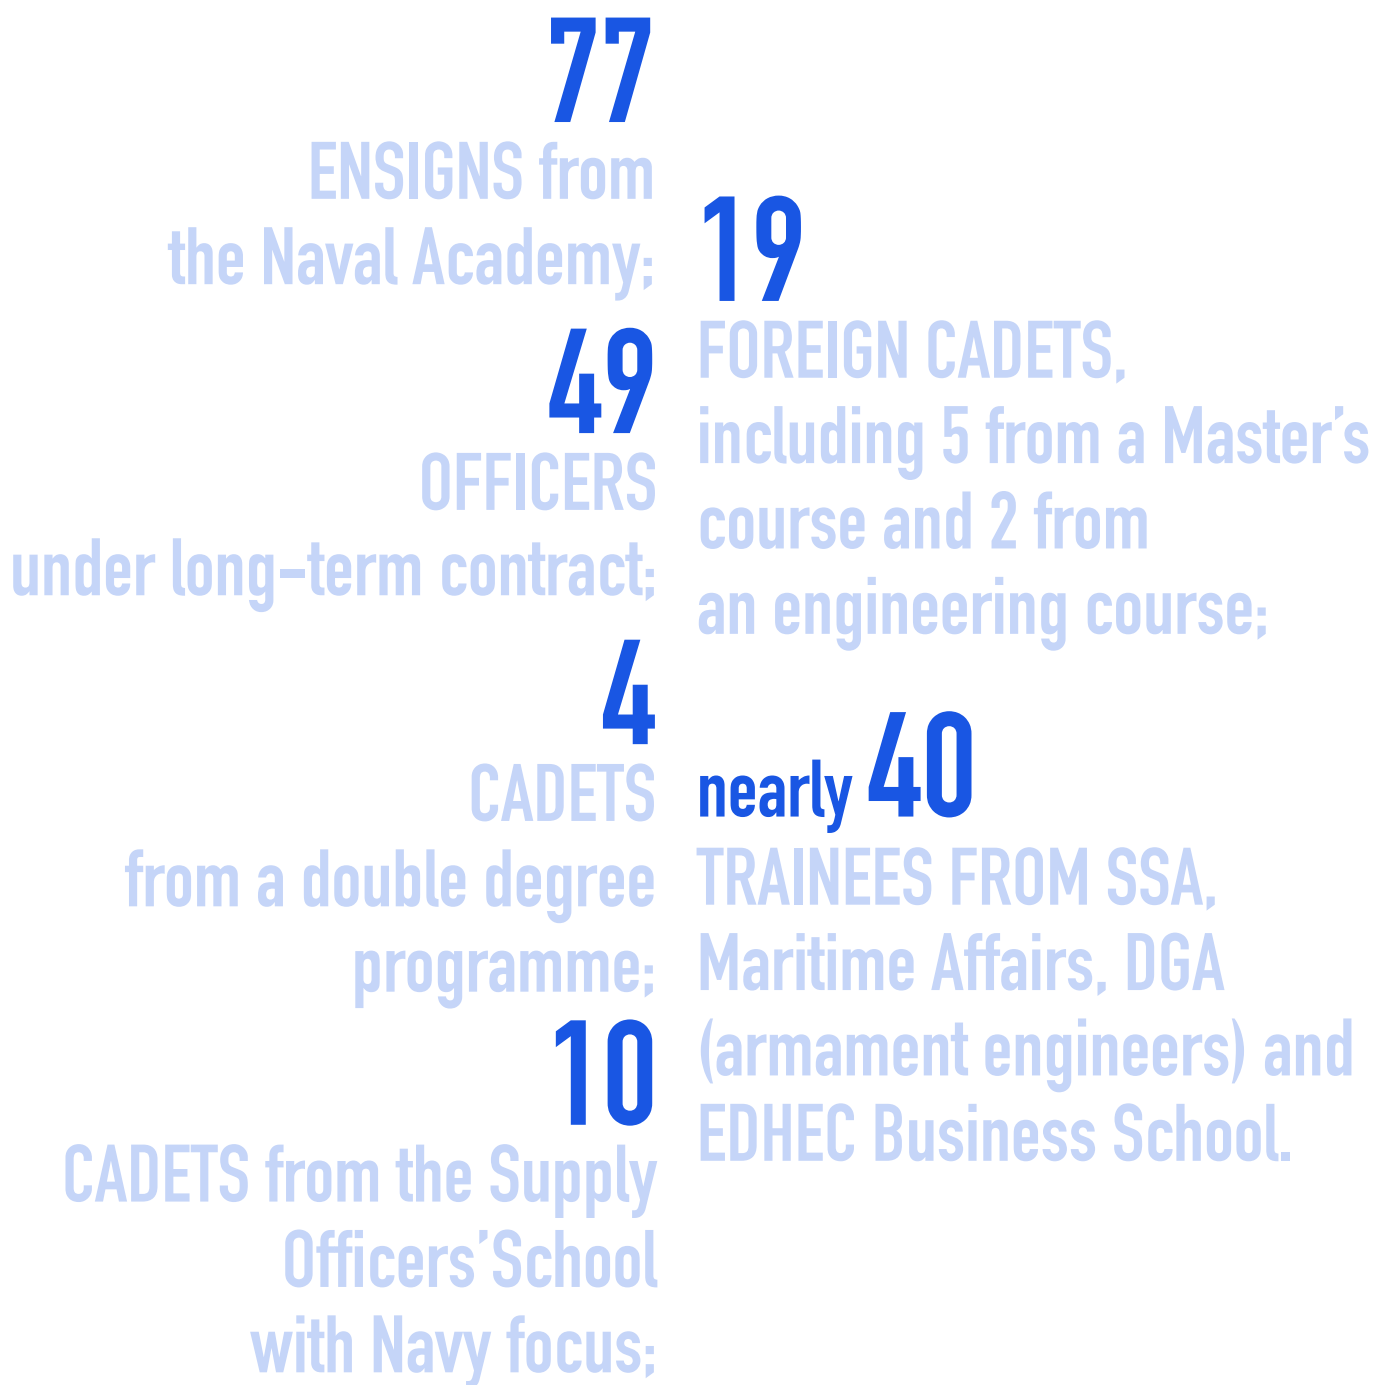 77
ENSIGNS from
the Naval Academy;
49
OFFICERS
under long-term contract;
4
CADETS
from a double degree
programme;
10
CADETS from the Supply
Officers'School
with Navy focus;
19
FOREIGN CADETS,
including 5 from a Master's
course and 2 from
an engineering course;
nearly 40
TRAINEES FROM SSA,
Maritime Affairs, DGA
(armament engineers) and
EDHEC Business School.